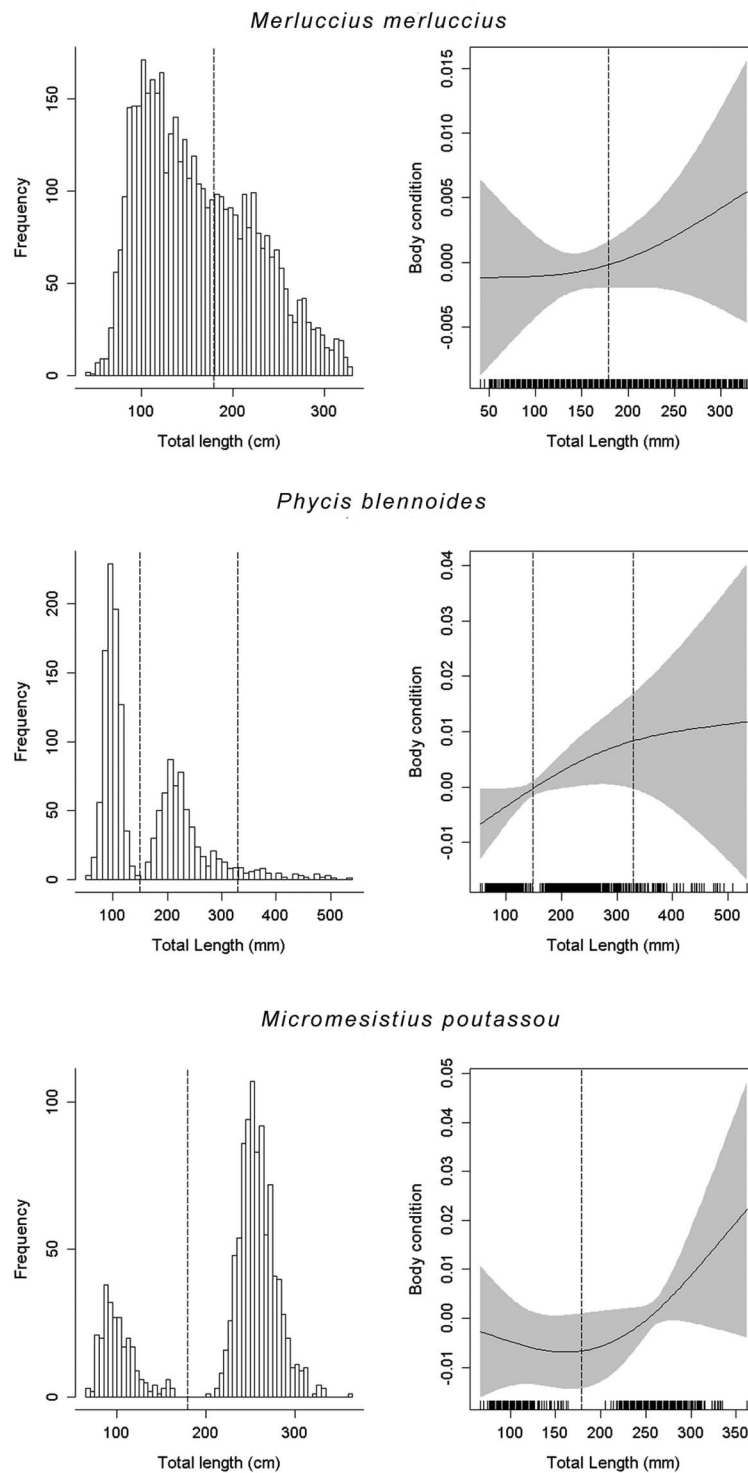 Merluccius merluccius
150
100
50
0
Frequency
100 200 300
Total length (cm)
0.015
0.010
0.005
0.000
-0.005
Body condition
50 100 150 200 250 300
Total Length (mm)
Phycis blennoides
200
150
100
50
0
Frequency
100 200 300 400 500
Total Length (mm)
0.04
0.03
0.02
0.01
0.00
-0.01
Body condition
100 200 300 400 500
Total Length (mm)
Micromesistius poutassou
100
50
0
Frequency
100 200 300
Total length (cm)
0.05
0.04
0.03
0.02
0.01
0.00
-0.01
Body condition
100 150 200 250 300 350
Total Length (mm)